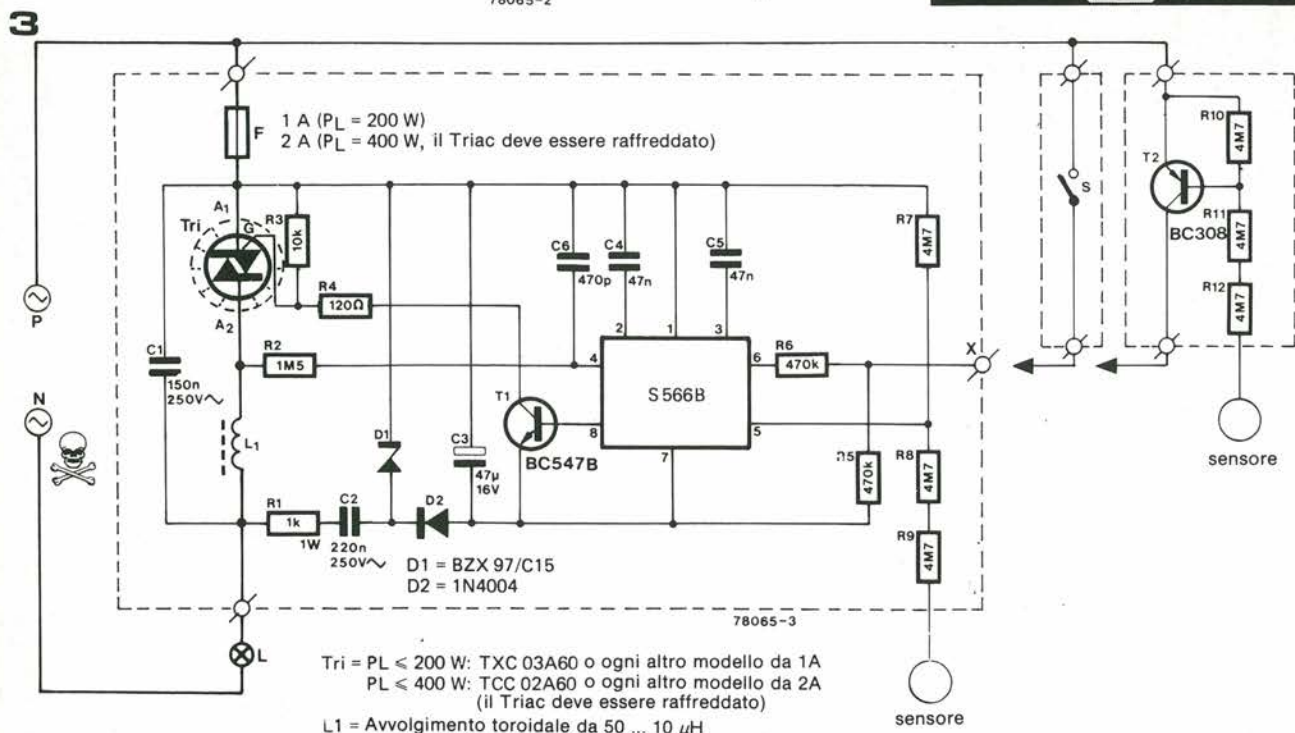 78065-2
3
P
N
F
1 A (PL = 200 W)
2 A (PL = 400 W, il Triac deve essere raffreddato)
A1
Tri
G
A2
R3
10k
R4
120Ω
C1
150n
250V~
R2
1M5
L1
R1
1k
1W
C2
220n
250V~
D1
D2
C3
47µ
16V
D1 = BZX 97/C15
D2 = 1N4004
T1
BC547B
C6
470p
C4
47n
C5
47n
2
1
3
4
6
S566B
8
5
7
R6
470k
R5
470k
R7
4M7
R8
4M7
R9
4M7
X
S
T2
BC308
R10
4M7
R11
4M7
R12
4M7
sensore
78065-3
L
Tri = PL ≤ 200 W: TXC 03A60 o ogni altro modello da 1A
PL ≤ 400 W: TCC 02A60 o ogni altro modello da 2A
(il Triac deve essere raffreddato)
L1 = Avvolgimento toroidale da 50 ... 10 µH
sensore